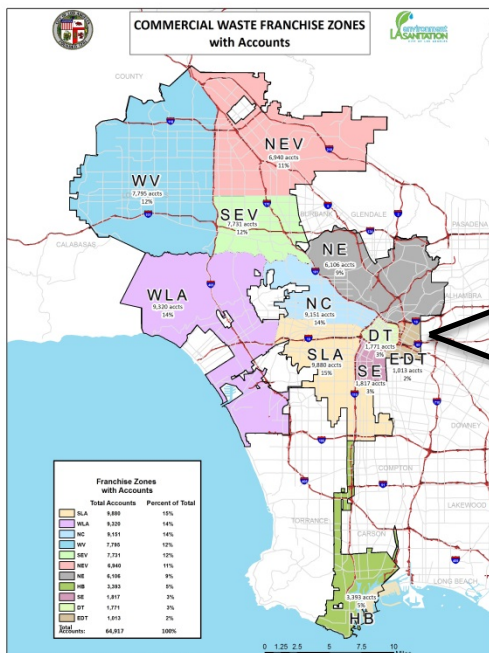 COMMERCIAL WASTE FRANCHISE ZONES
with Accounts
environment
LA SANITATION
COUNTY
NEV
6,940 accts
11%
WV
7,795 accts
12%
SEV
7,731 accts
12%
BURBANK
GLENDALE
PASADENA
CALABASAS
NE
6,106 accts
9%
ALHAMBRA
WLA
9,320 accts
14%
NC
9,151 accts
14%
DT
1,771 accts
3%
SLA
9,880 accts
15%
EDT
1,013 accts
2%
SE
1,817 accts
3%
DOWNEY
COMPTON
LAKEWOOD
TORRANCE
CARSON
LONG BEACH
3,393 accts
5%
HB
Franchise Zones
with Accounts
Total Accounts Percent of Total
SLA 9,880 15%
WLA 9,320 14%
NC 9,151 14%
WV 7,795 12%
SEV 7,731 12%
NEV 6,940 11%
NE 6,106 9%
HB 3,393 5%
SE 1,817 3%
DT 1,771 3%
EDT 1,013 2%
Total
Accounts: 64,917 100%
0 1.25 2.5 5 7.5 10